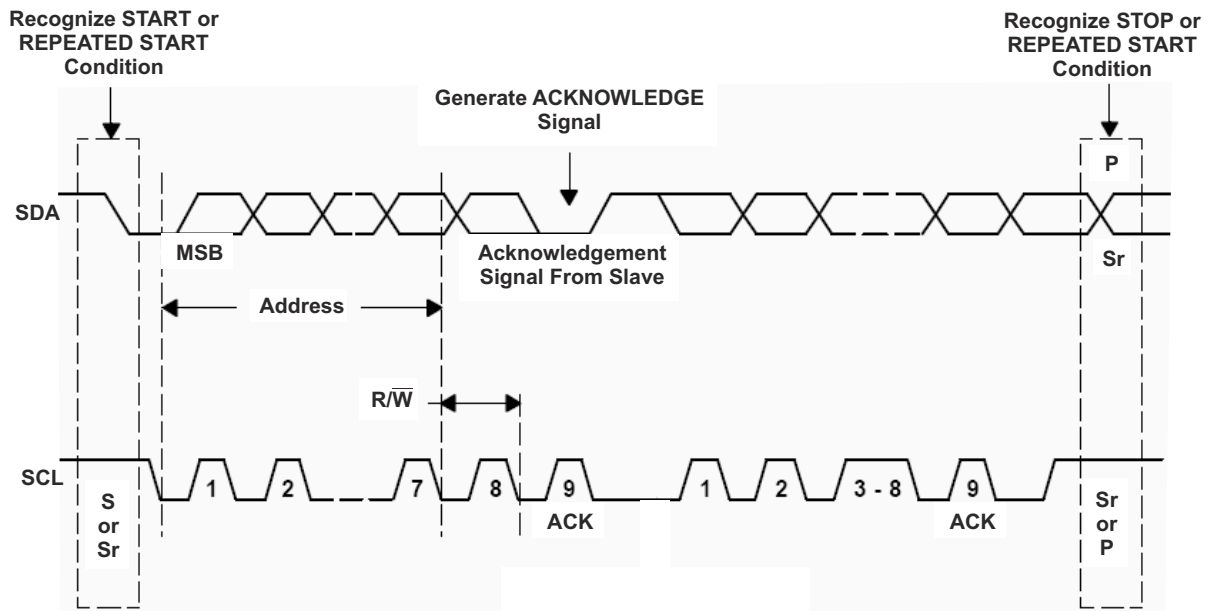 Recognize START or
REPEATED START
Condition
Recognize STOP or
REPEATED START
Condition
Generate ACKNOWLEDGE
Signal
P
SDA
MSB
Acknowledgement
Signal From Slave
Sr
Address
R/W̅
SCL
1
2
7
8
9
1
2
3 - 8
9
S
or
Sr
ACK
ACK
Sr
or
P